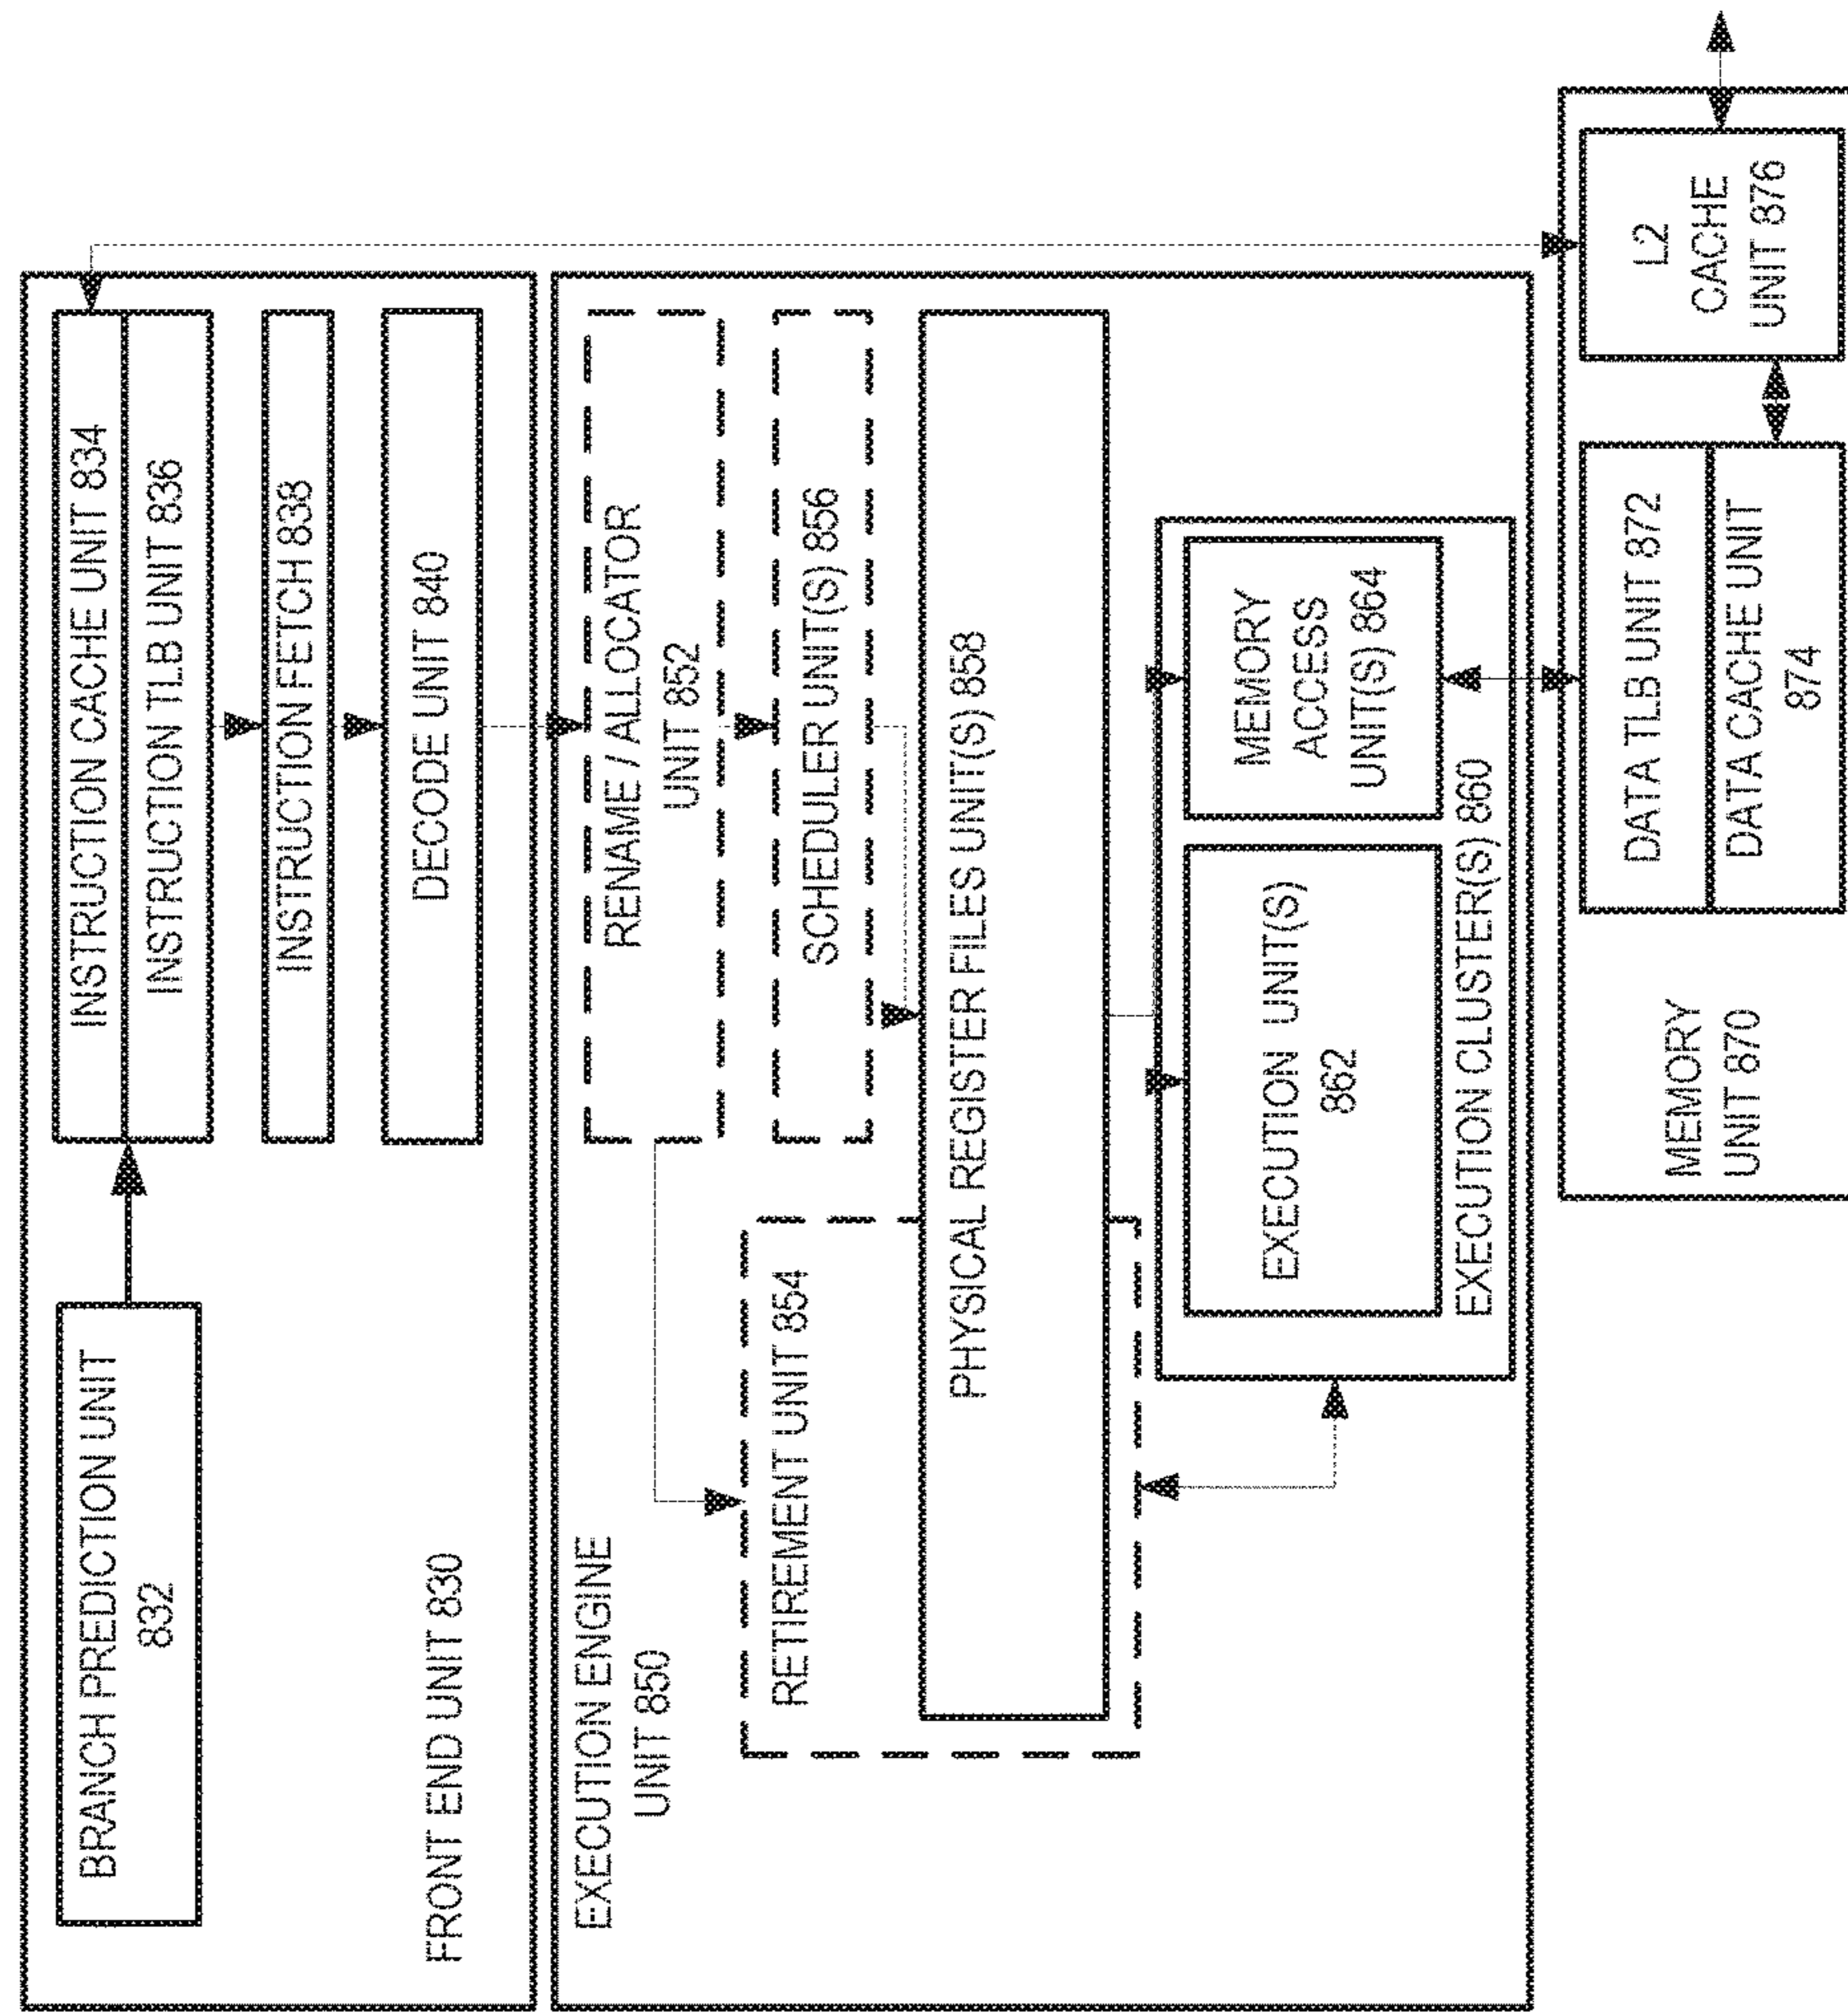 BRANCH PREDICTION UNIT
832
INSTRUCTION CACHE UNIT 834
INSTRUCTION TLB UNIT 836
INSTRUCTION FETCH 838
DECODE UNIT 840
FRONT END UNIT 830
EXECUTION ENGINE
UNIT 850
RENAME / ALLOCATOR
UNIT 852
RETIREMENT UNIT 854
SCHEDULER UNIT(S) 856
PHYSICAL REGISTER FILES UNIT(S) 858
EXECUTION UNIT(S)
862
MEMORY
ACCESS
UNIT(S) 864
EXECUTION CLUSTER(S) 860
MEMORY
UNIT 870
DATA TLB UNIT 872
DATA CACHE UNIT
874
L2
CACHE
UNIT 876